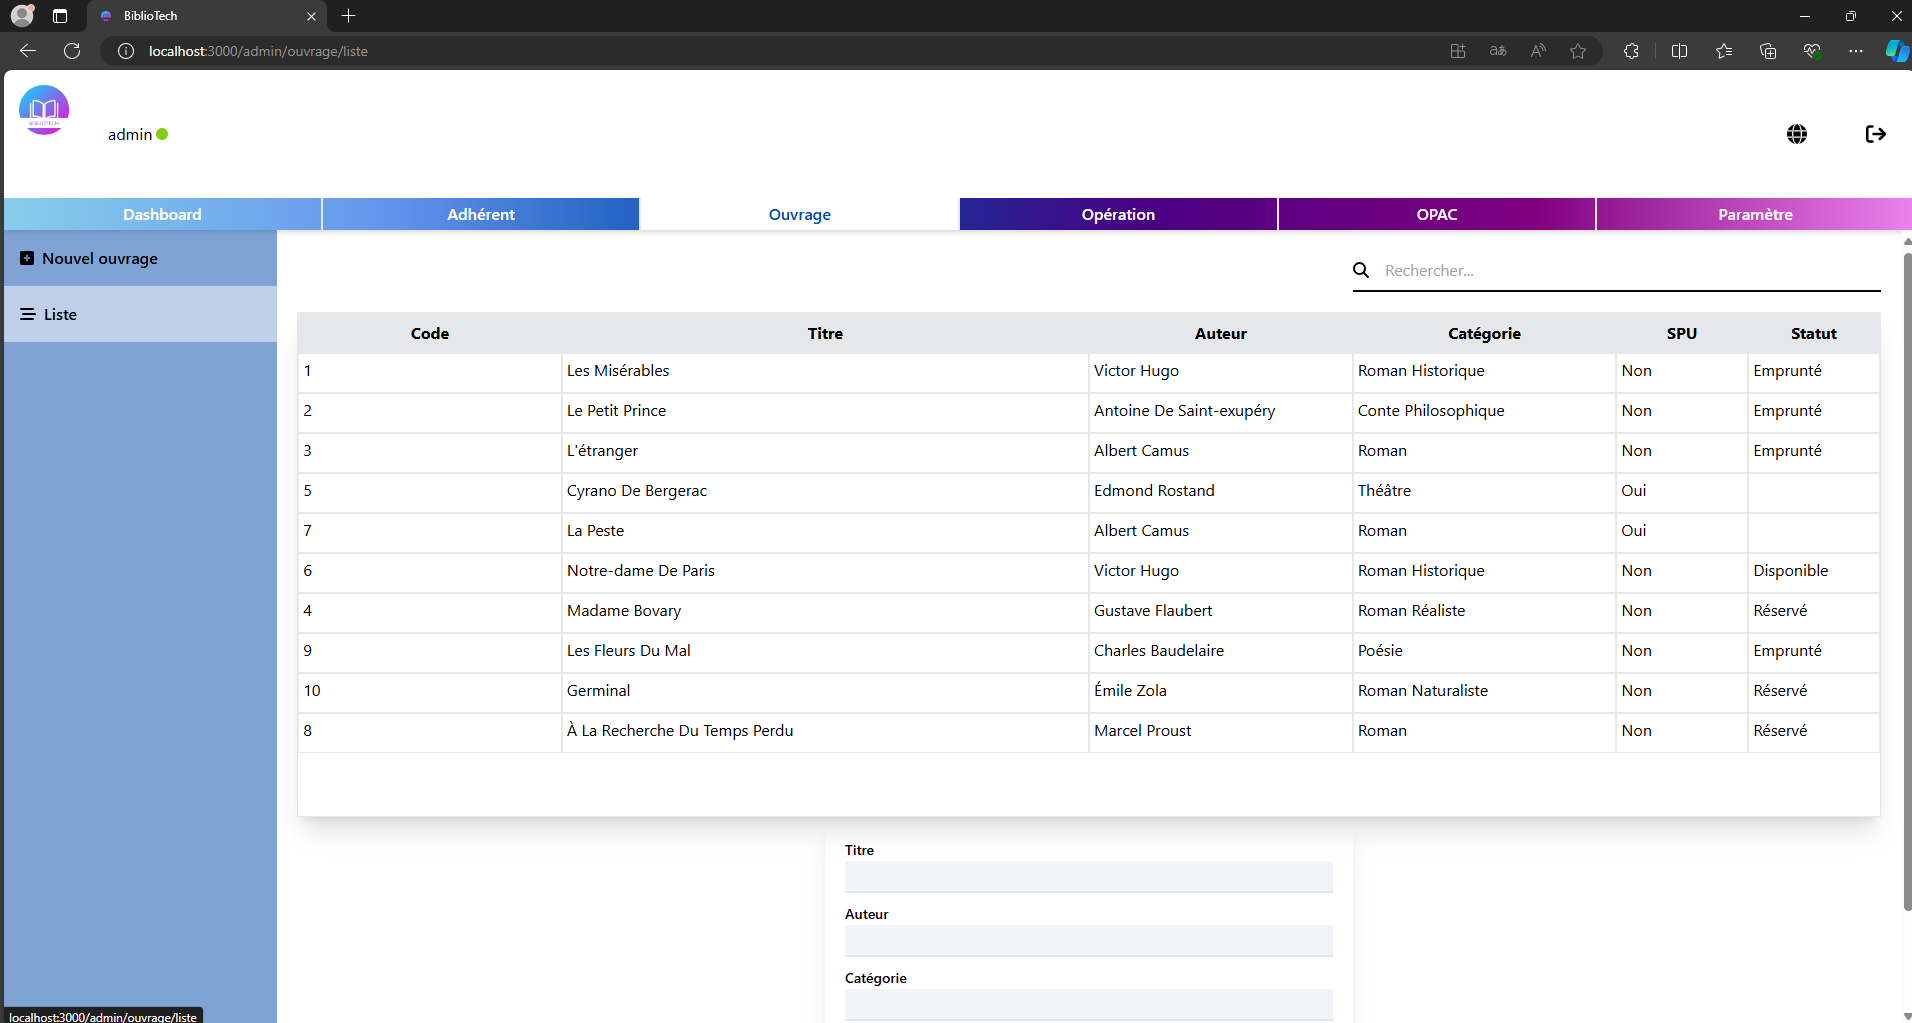 BiblioTech
localhost:3000/admin/ouvrage/liste
BIBLIOTECH
admin
Dashboard Adhérent Ouvrage Opération OPAC Paramètre
Nouvel ouvrage
Liste
Rechercher...
Code Titre Auteur Catégorie SPU Statut
1 Les Misérables Victor Hugo Roman Historique Non Emprunté
2 Le Petit Prince Antoine De Saint-exupéry Conte Philosophique Non Emprunté
3 L'étranger Albert Camus Roman Non Emprunté
5 Cyrano De Bergerac Edmond Rostand Théâtre Oui
7 La Peste Albert Camus Roman Oui
6 Notre-dame De Paris Victor Hugo Roman Historique Non Disponible
4 Madame Bovary Gustave Flaubert Roman Réaliste Non Réservé
9 Les Fleurs Du Mal Charles Baudelaire Poésie Non Emprunté
10 Germinal Émile Zola Roman Naturaliste Non Réservé
8 À La Recherche Du Temps Perdu Marcel Proust Roman Non Réservé
Titre
Auteur
Catégorie
localhost:3000/admin/ouvrage/liste